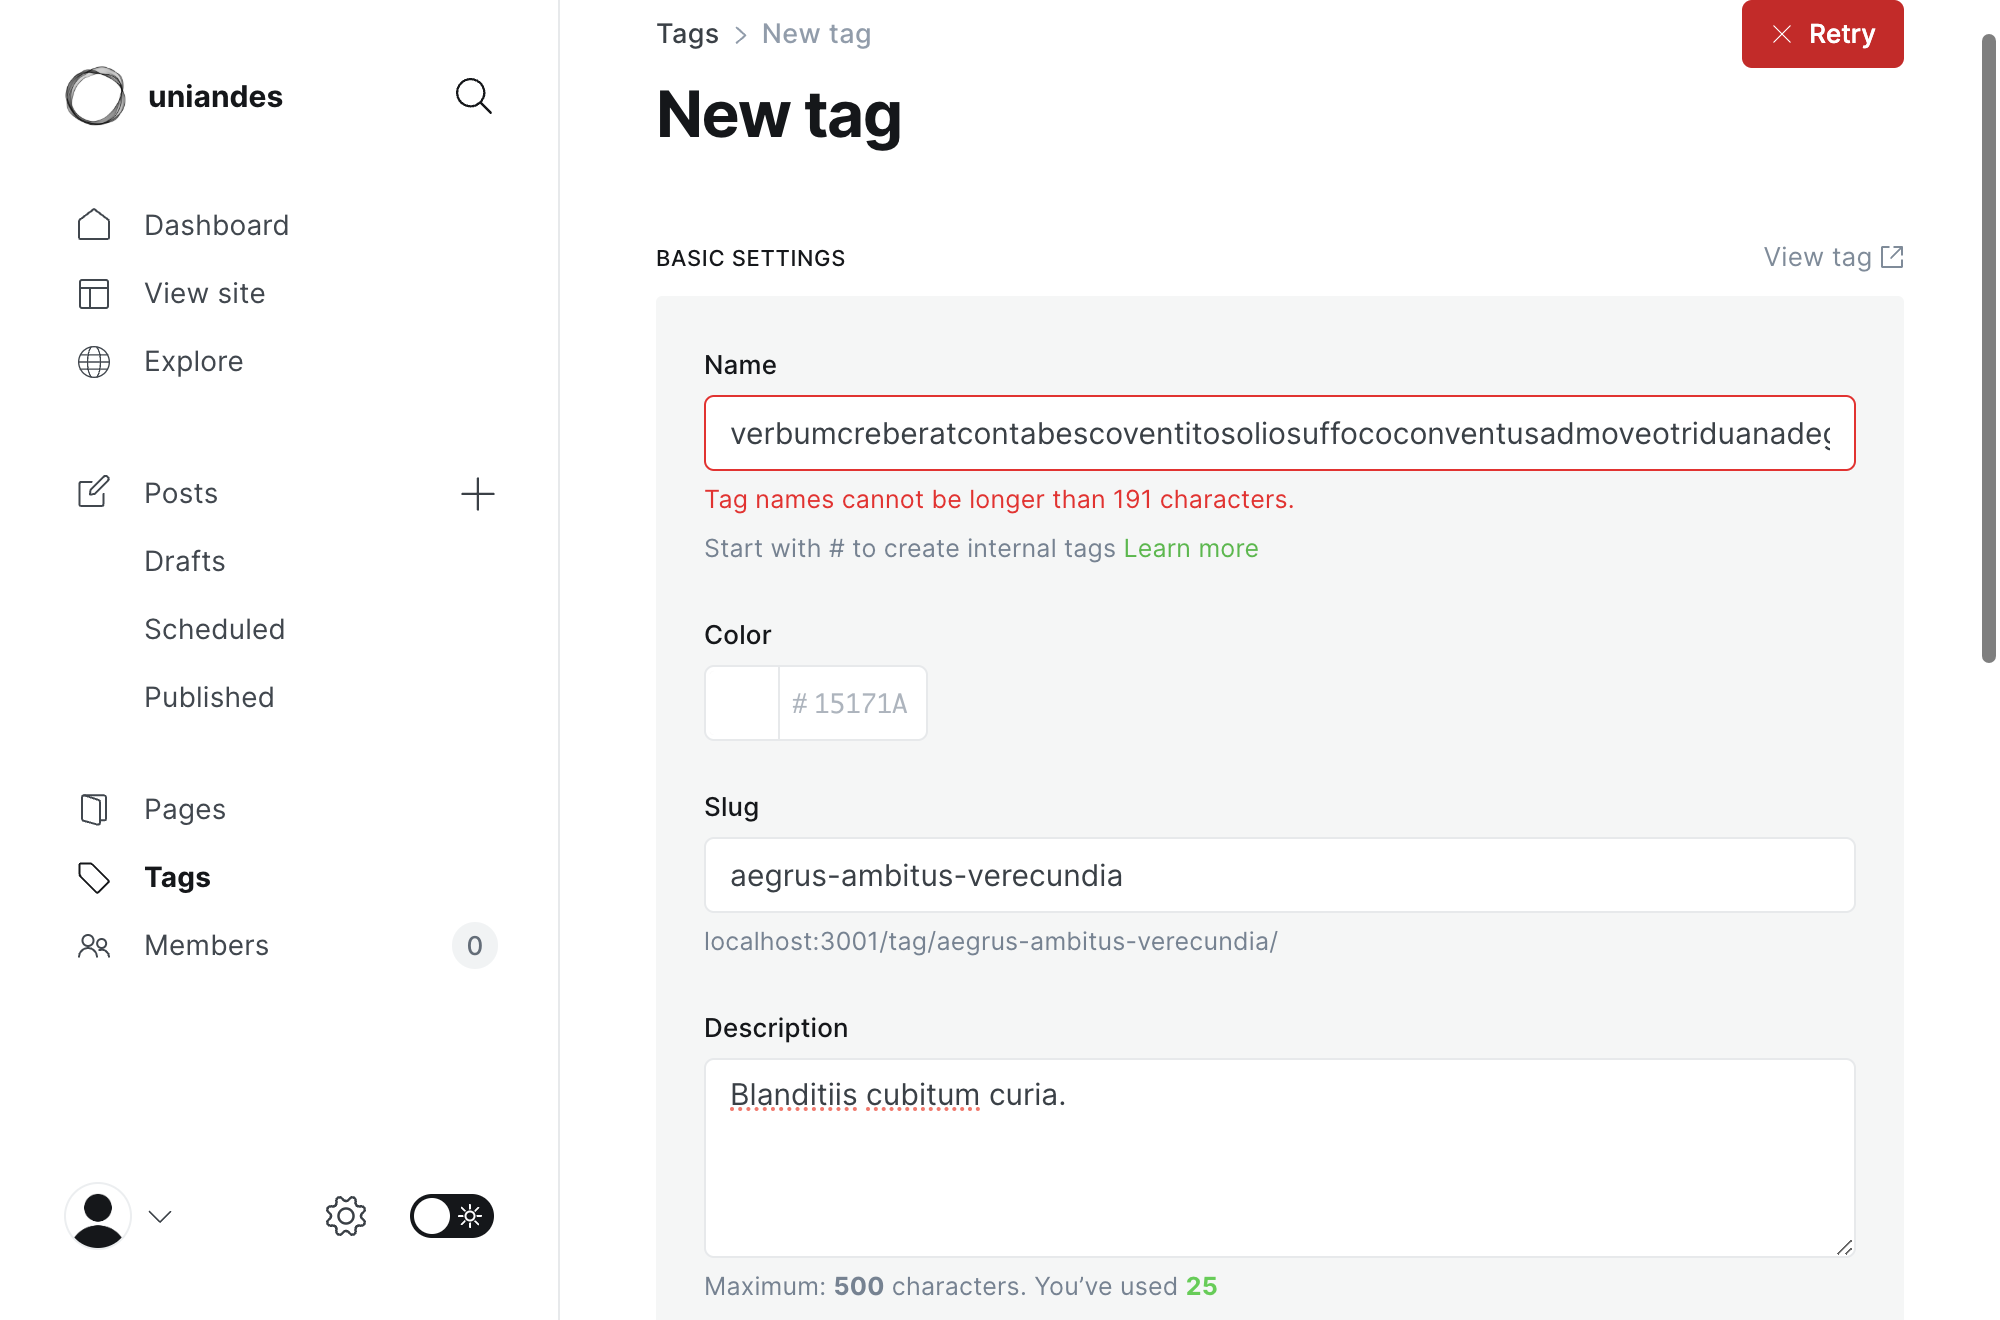 uniandes
Dashboard
View site
Explore
Posts
Drafts
Scheduled
Published
Pages
Tags
Members
0
Tags
New tag
Retry
New tag
BASIC SETTINGS
View tag
Name
verbumcreberatcontabescoventitosoliosuffococonventusadmoveotriduanadeg
Tag names cannot be longer than 191 characters.
Start with # to create internal tags Learn more
Color
# 15171A
Slug
aegrus-ambitus-verecundia
localhost:3001/tag/aegrus-ambitus-verecundia/
Description
Blanditiis cubitum curia.
Maximum: 500 characters. You’ve used 25